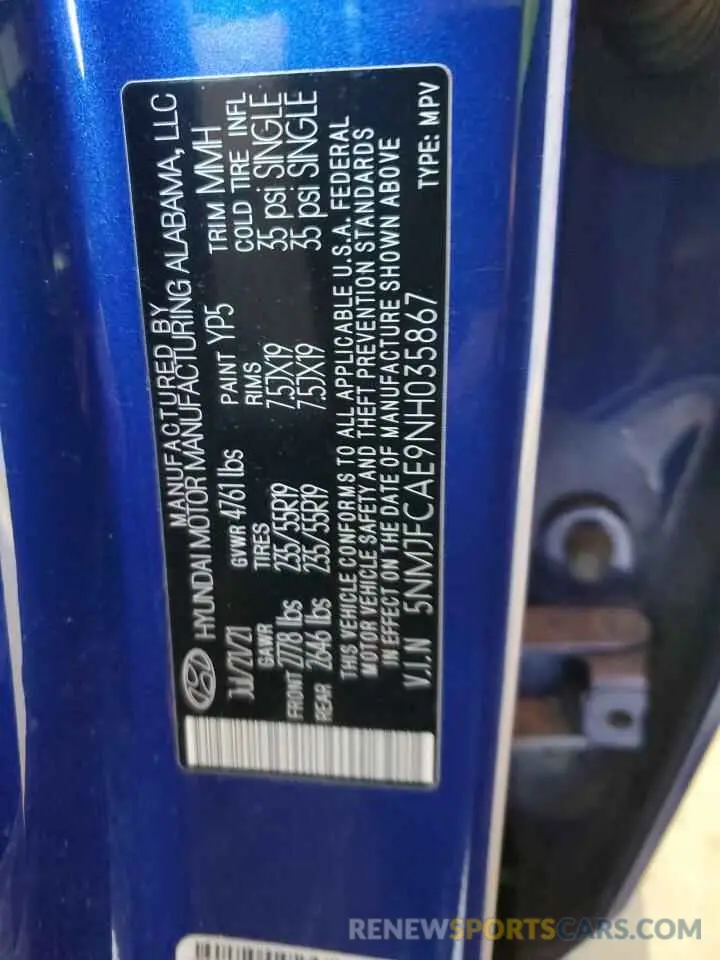 MANUFACTURED BY
HYUNDAI MOTOR MANUFACTURING ALABAMA, LLC
GVWR 4761 lbs PAINT YP5 TRIM MMH
GAWR TIRES RIMS COLD TIRE INFL
FRONT 2778 lbs 235/55R19 7.5JX19 35 psi SINGLE
REAR 2646 lbs 235/55R19 7.5JX19 35 psi SINGLE
THIS VEHICLE CONFORMS TO ALL APPLICABLE U.S.A. FEDERAL
MOTOR VEHICLE SAFETY AND THEFT PREVENTION STANDARDS
IN EFFECT ON THE DATE OF MANUFACTURE SHOWN ABOVE
V.I.N 5NMJFCAE9NH035867 TYPE: MPV
RENEWSPORTSCARS.COM